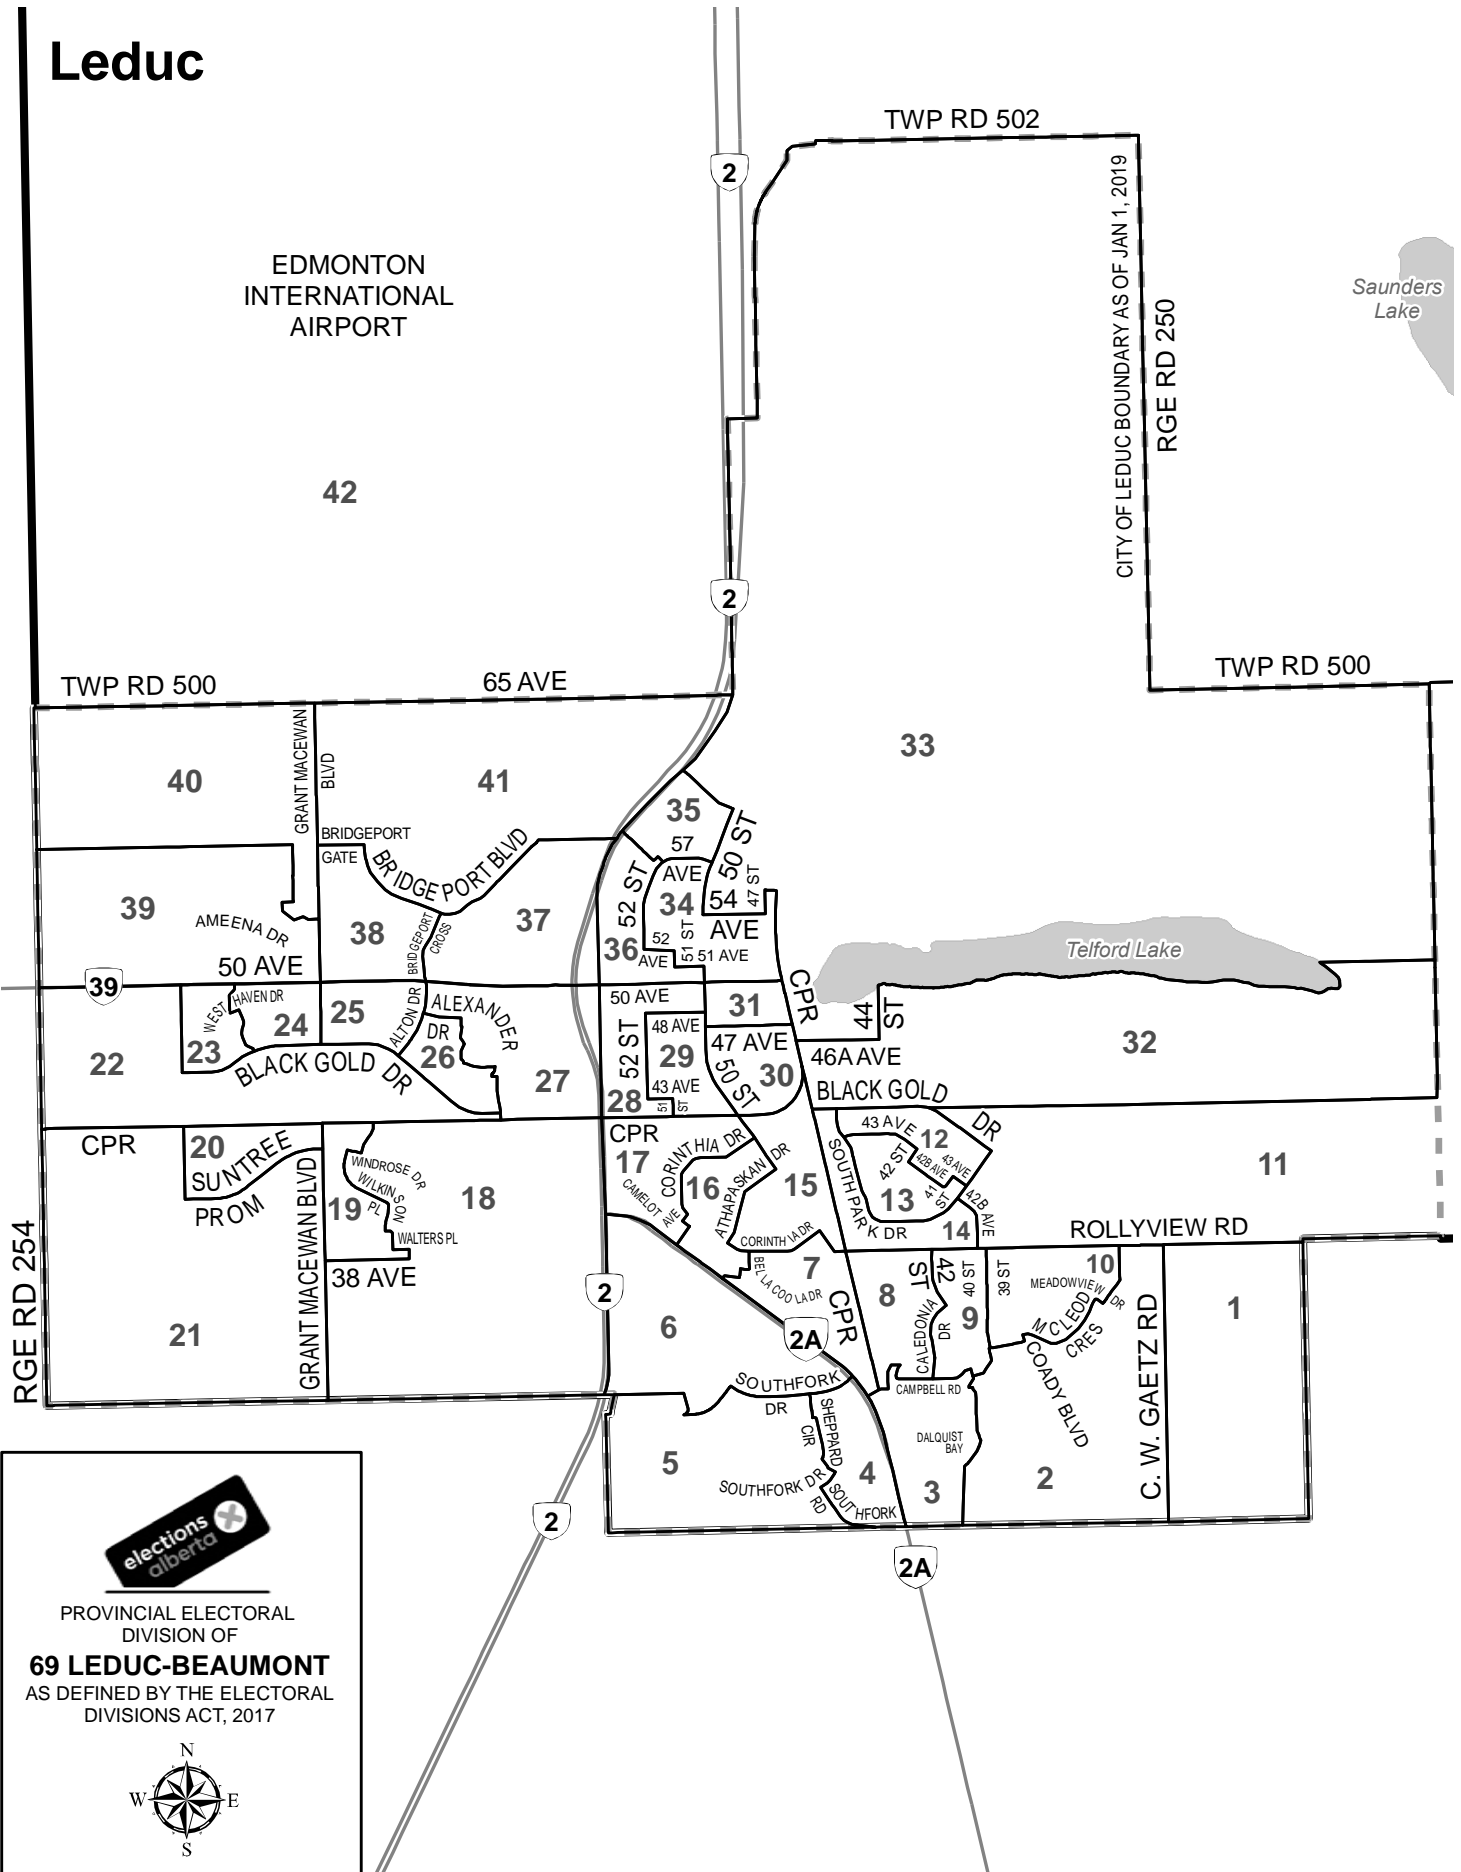 Leduc
TWP RD 502
2
CITY OF LEDUC BOUNDARY AS OF JAN 1, 2019
RGE RD 250
Saunders
Lake
EDMONTON
INTERNATIONAL
AIRPORT
42
2
TWP RD 500
65 AVE
TWP RD 500
33
40
GRANT MACEWAN
BLVD
41
35
BRIDGEPORT
GATE
BRIDGEPORT BLVD
57
AVE
50 ST
47 ST
52 ST
34
54
AVE
39
AMEENA DR
38
BRIDGEPORT
CROSS
37
36
52
AVE
51 ST
51 AVE
Telford Lake
50 AVE
39
50 AVE
31
CPR
44
ST
WEST
HAVEN DR
24
25
ALTON DR
ALEXANDER
DR
26
23
22
BLACK GOLD DR
27
52 ST
48 AVE
29
43 AVE
28
51
ST
47 AVE
50 ST
30
46A AVE
32
BLACK GOLD
DR
CPR
20
SUNTREE
PROM
CPR
17
CORINTHIA DR
CAMELOT
AVE
16
ATHAPASKAN
DR
15
CORINTHIA DR
43 AVE
12
42 ST
42B AVE
43 AVE
41
ST
13
SOUTH PARK DR
42B AVE
14
11
ROLLYVIEW RD
WINDROSE DR
WILKINSON
PL
19
WALTERS PL
18
38 AVE
GRANT MACEWAN BLVD
RGE RD 254
21
2
6
BELLA COOLA DR
7
CPR
2A
8
42
ST
40 ST
39 ST
CALEDONIA
DR
9
10
MEADOWVIEW DR
MCLEOD
CRES
COADY BLVD
C. W. GAETZ RD
1
SOUTHFORK
DR
CAMPBELL RD
SHEPPARD
CIR
DALQUIST
BAY
5
SOUTHFORK DR
SOUTHFORK
RD
4
3
2
2
2A
elections
alberta
PROVINCIAL ELECTORAL
DIVISION OF
69 LEDUC-BEAUMONT
AS DEFINED BY THE ELECTORAL
DIVISIONS ACT, 2017
N
W
E
S